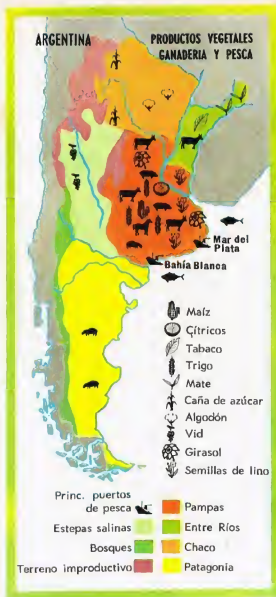 ARGENTINA
PRODUCTOS VEGETALES
GANADERIA Y PESCA
Mar del
Plata
Bahía Blanca
Maíz
Çítricos
Tabaco
Trigo
Mate
Caña de azúcar
Algodón
Vid
Girasol
Semillas de lino
Princ. puertos
de pesca
Pampas
Estepas salinas
Entre Ríos
Bosques
Chaco
Terreno improductivo
Patagonia